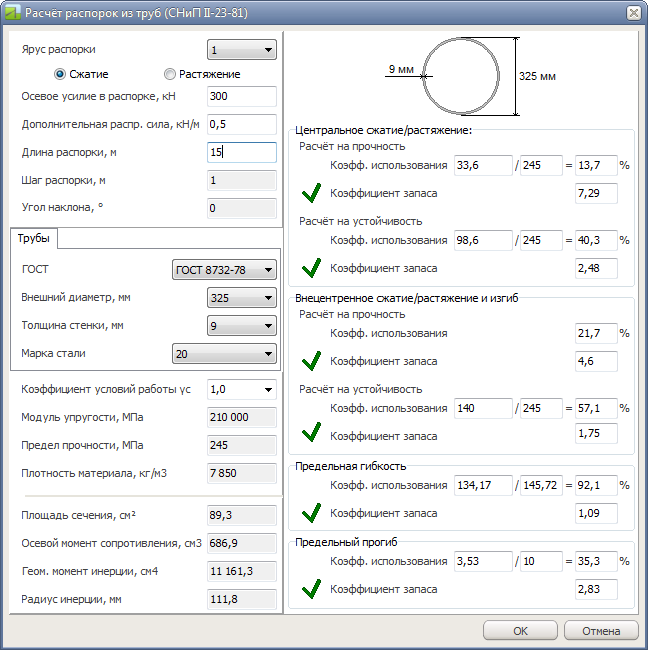 Расчёт распорок из труб (СНиП II-23-81)
Ярус распорки 1
Сжатие Растяжение
Осевое усилие в распорке, кН 300
Дополнительная распр. сила, кН/м 0,5
Длина распорки, м 15
Шаг распорки, м 1
Угол наклона, ° 0
Трубы
ГОСТ ГОСТ 8732-78
Внешний диаметр, мм 325
Толщина стенки, мм 9
Марка стали 20
Коэффициент условий работы γc 1,0
Модуль упругости, МПа 210 000
Предел прочности, МПа 245
Плотность материала, кг/м3 7 850
Площадь сечения, см² 89,3
Осевой момент сопротивления, см3 686,9
Геом. момент инерции, см4 11 161,3
Радиус инерции, мм 111,8
9 мм
325 мм
Центральное сжатие/растяжение:
Расчёт на прочность
Коэфф. использования 33,6 / 245 = 13,7 %
Коэффициент запаса 7,29
Расчёт на устойчивость
Коэфф. использования 98,6 / 245 = 40,3 %
Коэффициент запаса 2,48
Внецентренное сжатие/растяжение и изгиб
Расчёт на прочность
Коэфф. использования 21,7 %
Коэффициент запаса 4,6
Расчёт на устойчивость
Коэфф. использования 140 / 245 = 57,1 %
Коэффициент запаса 1,75
Предельная гибкость
Коэфф. использования 134,17 / 145,72 = 92,1 %
Коэффициент запаса 1,09
Предельный прогиб
Коэфф. использования 3,53 / 10 = 35,3 %
Коэффициент запаса 2,83
OK Отмена